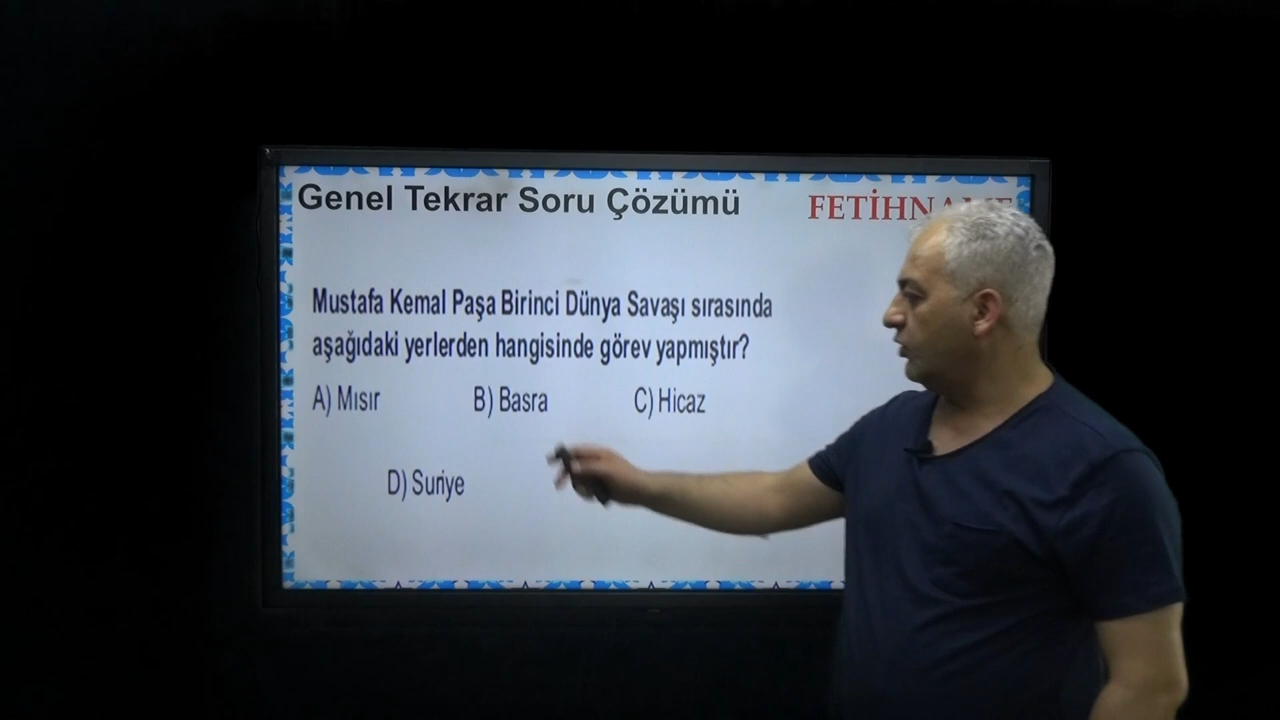 Genel Tekrar Soru Çözümü
Mustafa Kemal Paşa Birinci Dünya Savaşı sırasında
aşağıdaki yerlerden hangisinde görev yapmıştır?
A) Mısır B) Basra C) Hicaz
D) Suriye